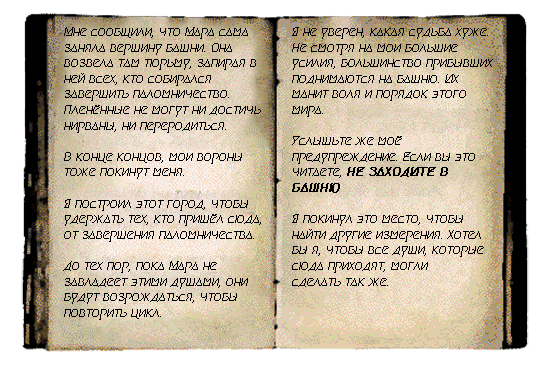 Мне сообщили, что Мара сама
заняла вершину башни. Она
возвела там тюрьму, запирая в
ней всех, кто собирался
завершить паломничество.
Пленённые не могут ни достичь
нирваны, ни переродиться.
В конце концов, мои вороны
тоже покинут меня.
Я построил этот город, чтобы
удержать тех, кто пришёл сюда,
от завершения паломничества.
До тех пор, пока Мара не
завладеет этими душами, они
будут возрождаться, чтобы
повторить цикл.
Я не уверен, какая судьба хуже.
Не смотря на мои большие
усилия, большинство прибывших
поднимаются на башню. Их
манит воля и порядок этого
мира.
Услышьте же моё
предупреждение. Если вы это
читаете, НЕ ЗАХОДИТЕ В
БАШНЮ
Я покинул это место, чтобы
найти другие измерения. Хотел
бы я, чтобы все души, которые
сюда приходят, могли
сделать так же.